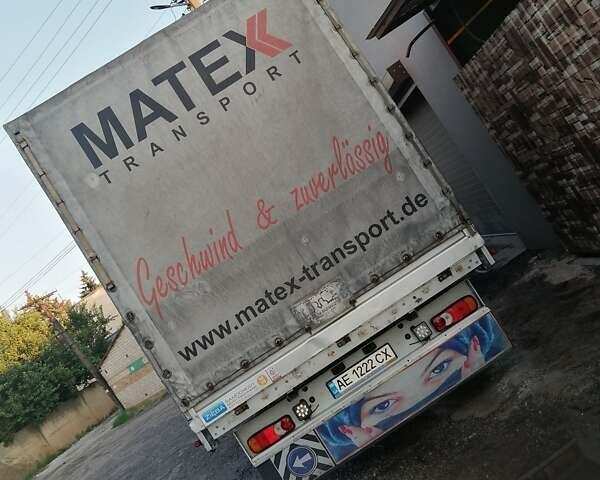 MATEX
TRANSPORT
Geschwind & zuverlässig
www.matex-transport.de
AE 1222 CX